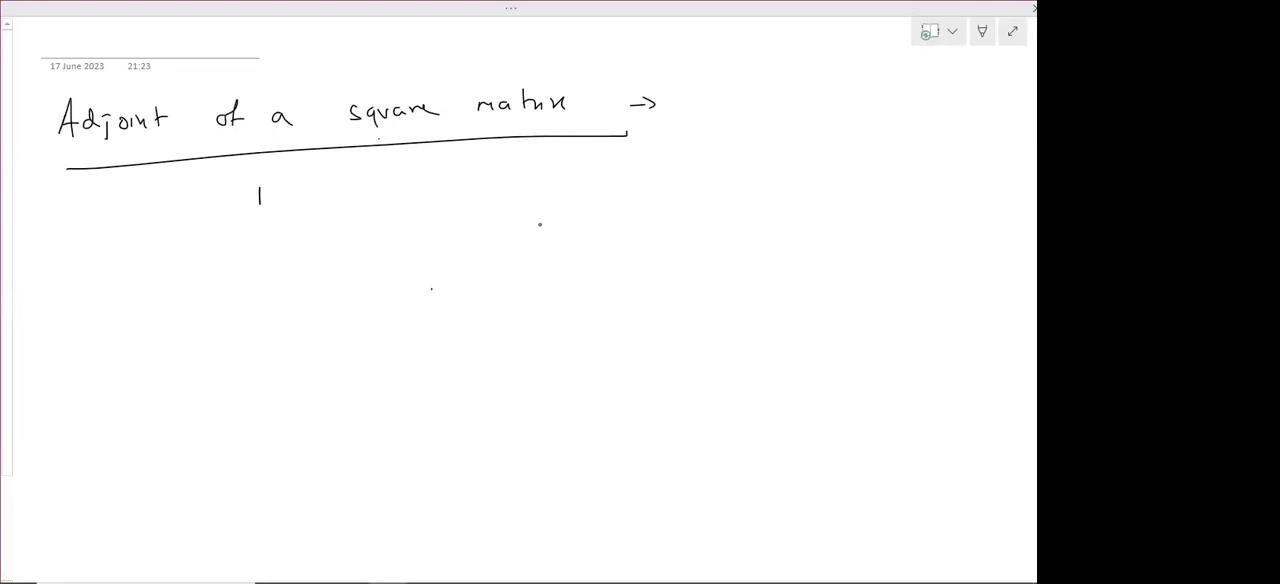 17 June 2023 21:23
Adjoint of a square matrix →